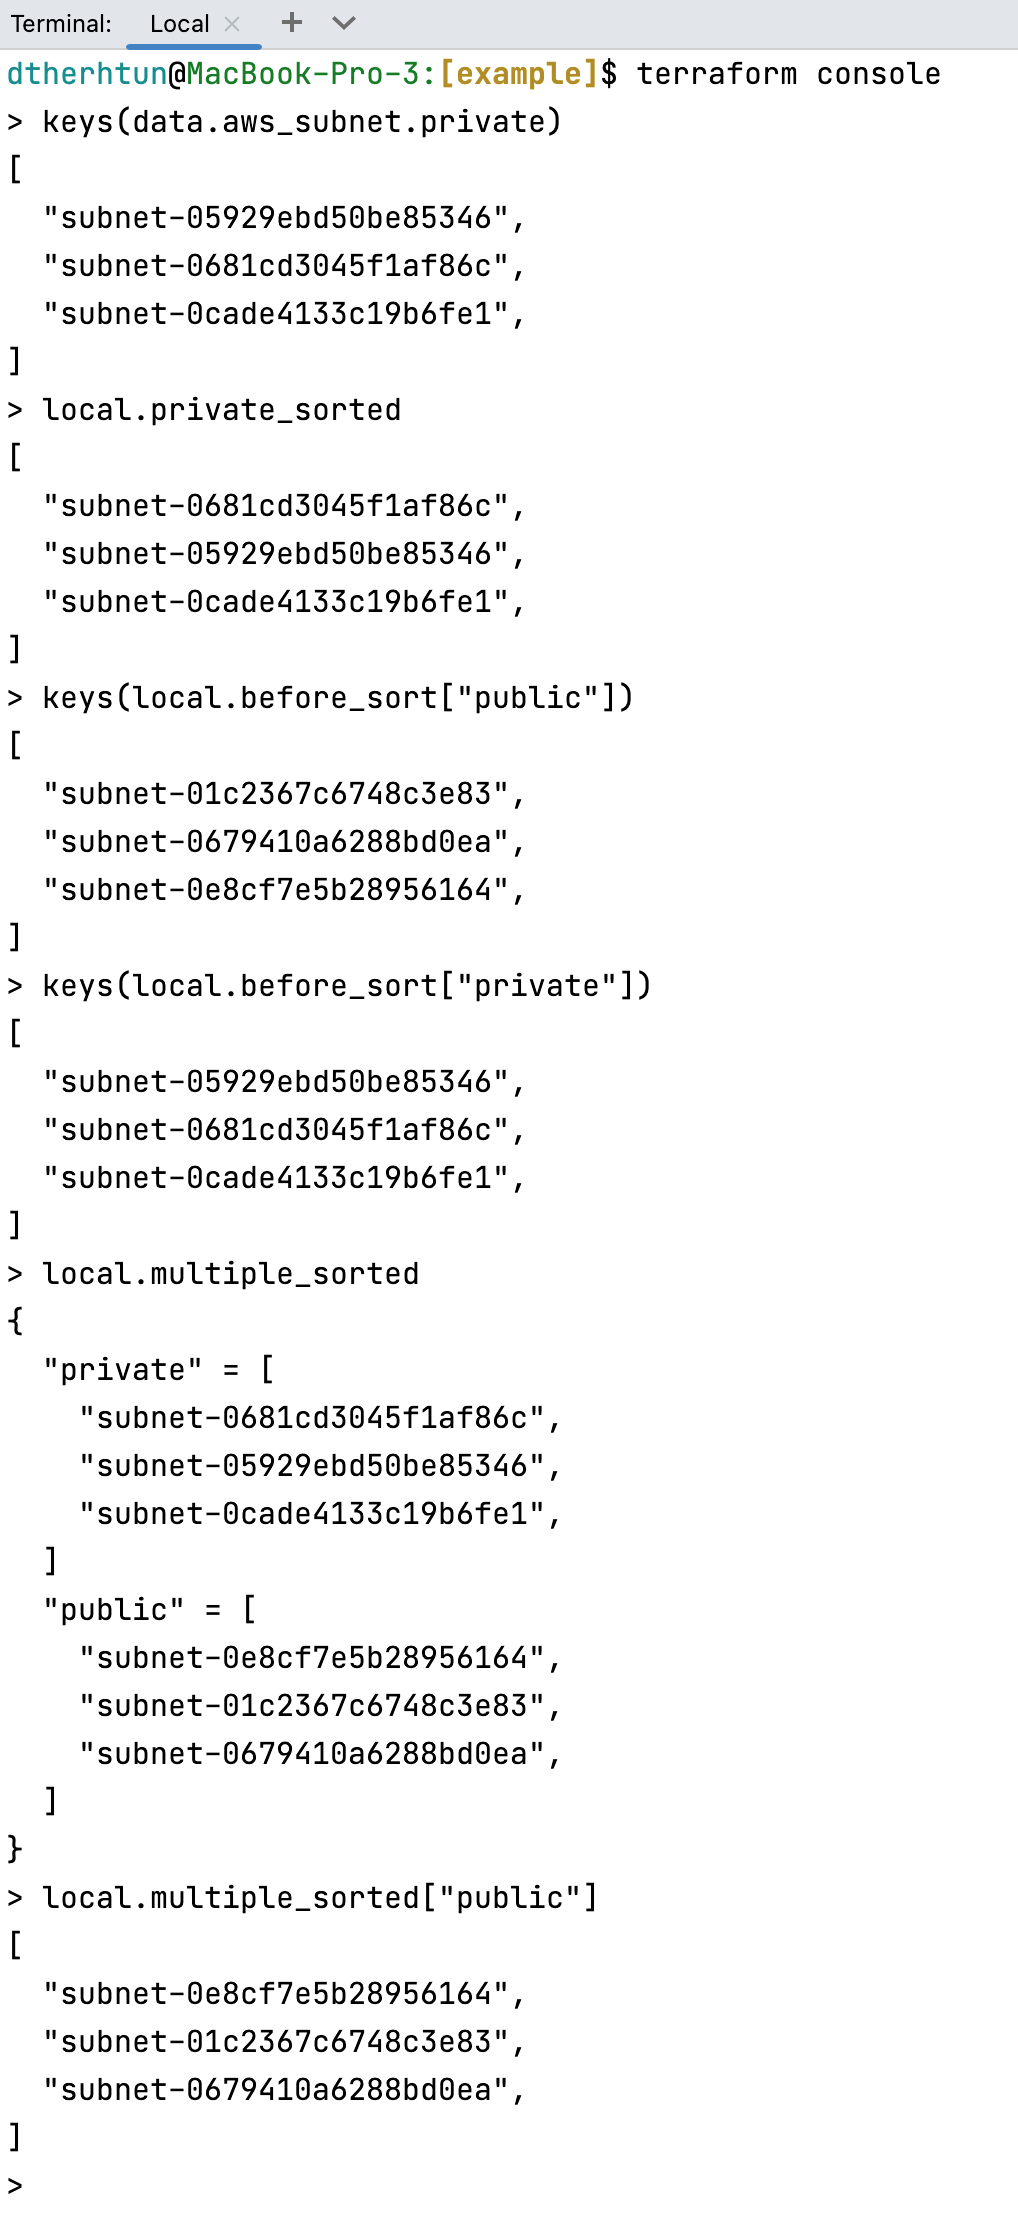 Terminal: Local × + ⌄
dtherhtun@MacBook-Pro-3:[example]$ terraform console
> keys(data.aws_subnet.private)
[
  "subnet-05929ebd50be85346",
  "subnet-0681cd3045f1af86c",
  "subnet-0cade4133c19b6fe1",
]
> local.private_sorted
[
  "subnet-0681cd3045f1af86c",
  "subnet-05929ebd50be85346",
  "subnet-0cade4133c19b6fe1",
]
> keys(local.before_sort["public"])
[
  "subnet-01c2367c6748c3e83",
  "subnet-0679410a6288bd0ea",
  "subnet-0e8cf7e5b28956164",
]
> keys(local.before_sort["private"])
[
  "subnet-05929ebd50be85346",
  "subnet-0681cd3045f1af86c",
  "subnet-0cade4133c19b6fe1",
]
> local.multiple_sorted
{
  "private" = [
    "subnet-0681cd3045f1af86c",
    "subnet-05929ebd50be85346",
    "subnet-0cade4133c19b6fe1",
  ]
  "public" = [
    "subnet-0e8cf7e5b28956164",
    "subnet-01c2367c6748c3e83",
    "subnet-0679410a6288bd0ea",
  ]
}
> local.multiple_sorted["public"]
[
  "subnet-0e8cf7e5b28956164",
  "subnet-01c2367c6748c3e83",
  "subnet-0679410a6288bd0ea",
]
>